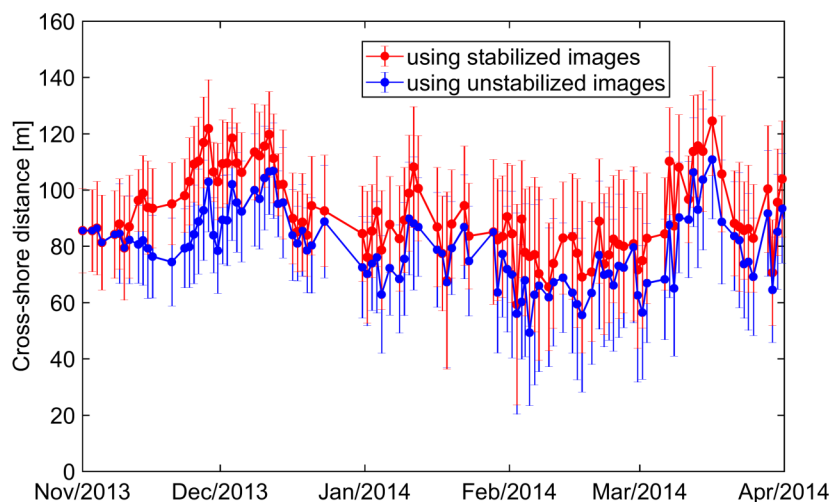 160
140
120
100
80
60
40
20
0
Cross-shore distance [m]
using stabilized images
using unstabilized images
Nov/2013 Dec/2013 Jan/2014 Feb/2014 Mar/2014 Apr/2014